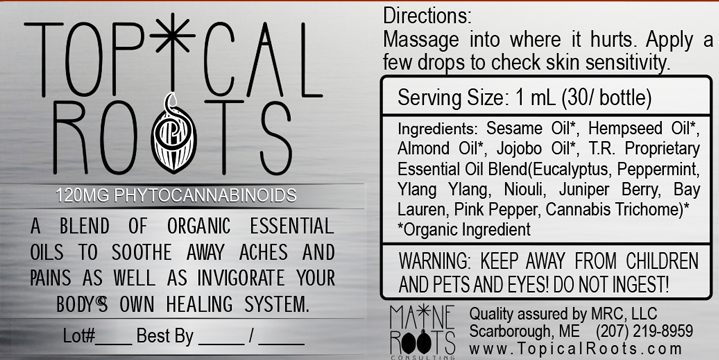 TOPICAL
ROOTS
120MG PHYTOCANNABINOIDS
A BLEND OF ORGANIC ESSENTIAL
OILS TO SOOTHE AWAY ACHES AND
PAINS AS WELL AS INVIGORATE YOUR
BODY'S OWN HEALING SYSTEM.
Lot#____ Best By _____ / _____
Directions:
Massage into where it hurts. Apply a
few drops to check skin sensitivity.
Serving Size: 1 mL (30/ bottle)
Ingredients: Sesame Oil*, Hempseed Oil*,
Almond Oil*, Jojobo Oil*, T.R. Proprietary
Essential Oil Blend(Eucalyptus, Peppermint,
Ylang Ylang, Niouli, Juniper Berry, Bay
Lauren, Pink Pepper, Cannabis Trichome)*
*Organic Ingredient
WARNING: KEEP AWAY FROM CHILDREN
AND PETS AND EYES! DO NOT INGEST!
MAINE
ROOTS
CONSULTING
Quality assured by MRC, LLC
Scarborough, ME (207) 219-8959
www.TopicalRoots.com